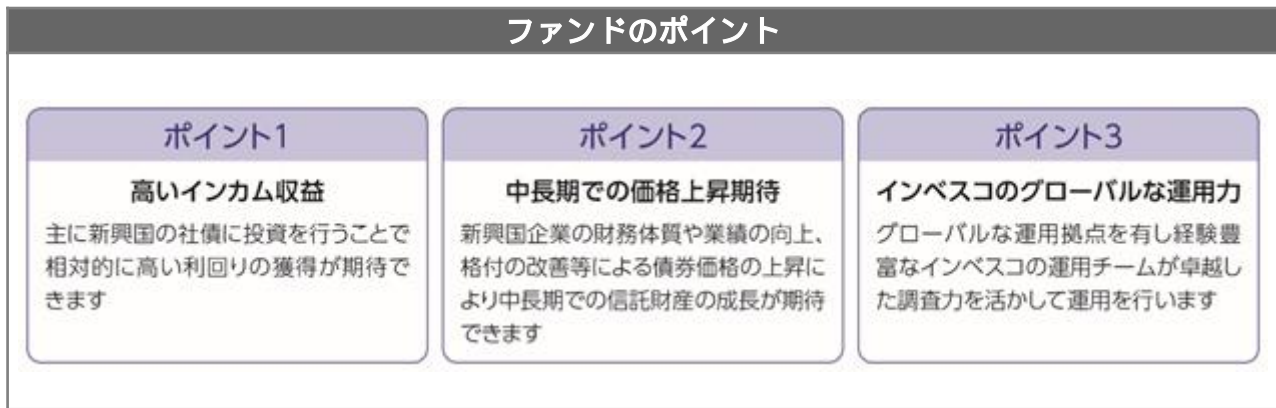 ファンドのポイント
ポイント1
高いインカム収益
主に新興国の社債に投資を行うことで
相対的に高い利回りの獲得が期待で
きます
ポイント2
中長期での価格上昇期待
新興国企業の財務体質や業績の向上、
格付の改善等による債券価格の上昇に
より中長期での信託財産の成長が期待
できます
ポイント3
インベスコのグローバルな運用力
グローバルな運用拠点を有し経験豊
富なインベスコの運用チームが卓越し
た調査力を活かして運用を行います